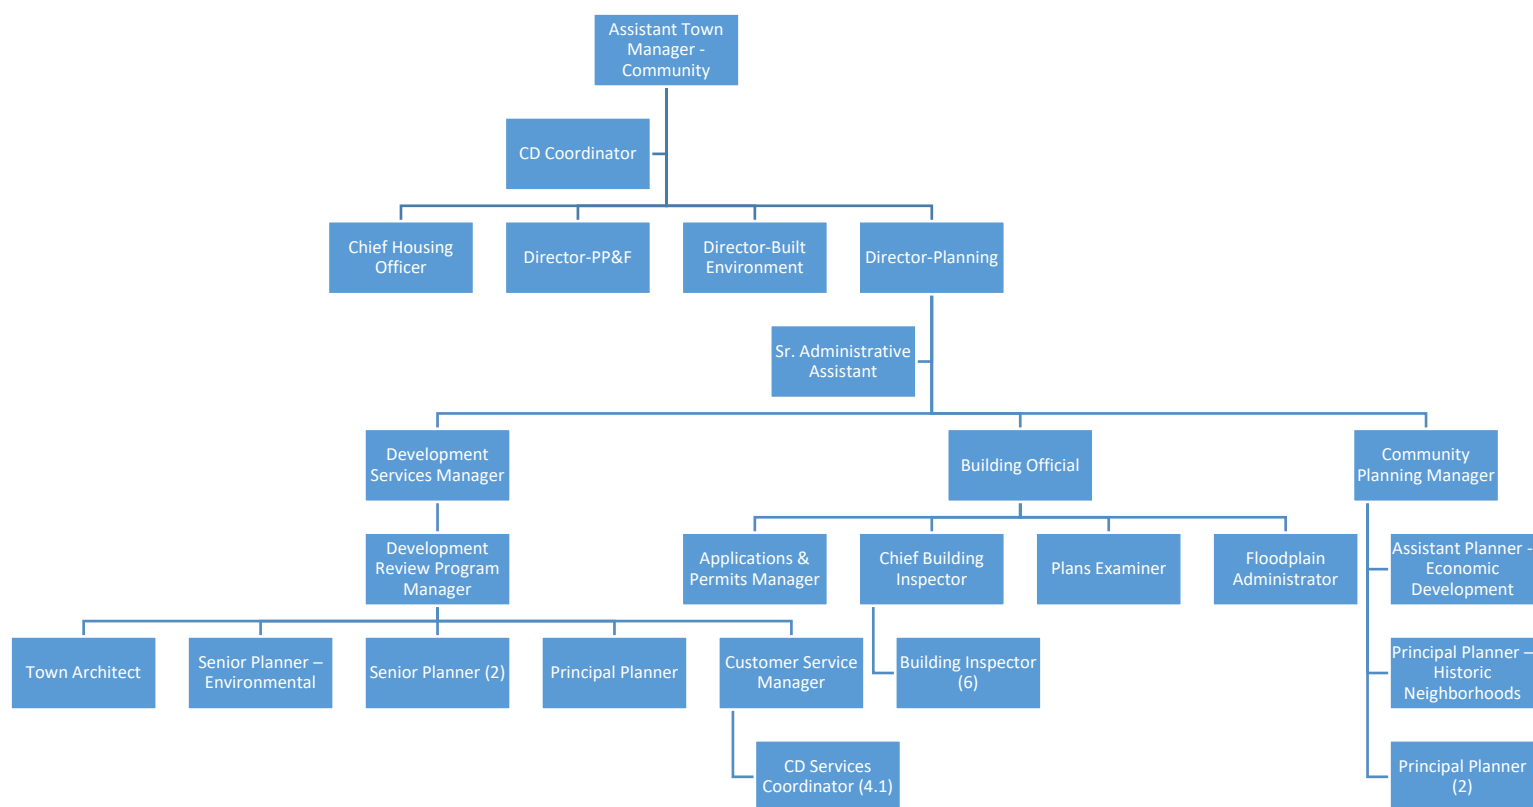 Assistant Town
Manager -
Community
CD Coordinator
Chief Housing
Officer
Director-PP&F
Director-Built
Environment
Director-Planning
Sr. Administrative
Assistant
Development
Services Manager
Building Official
Community
Planning Manager
Development
Review Program
Manager
Applications &
Permits Manager
Chief Building
Inspector
Plans Examiner
Floodplain
Administrator
Assistant Planner -
Economic
Development
Town Architect
Senior Planner –
Environmental
Senior Planner (2)
Principal Planner
Customer Service
Manager
Building Inspector
(6)
Principal Planner –
Historic
Neighborhoods
CD Services
Coordinator (4.1)
Principal Planner
(2)